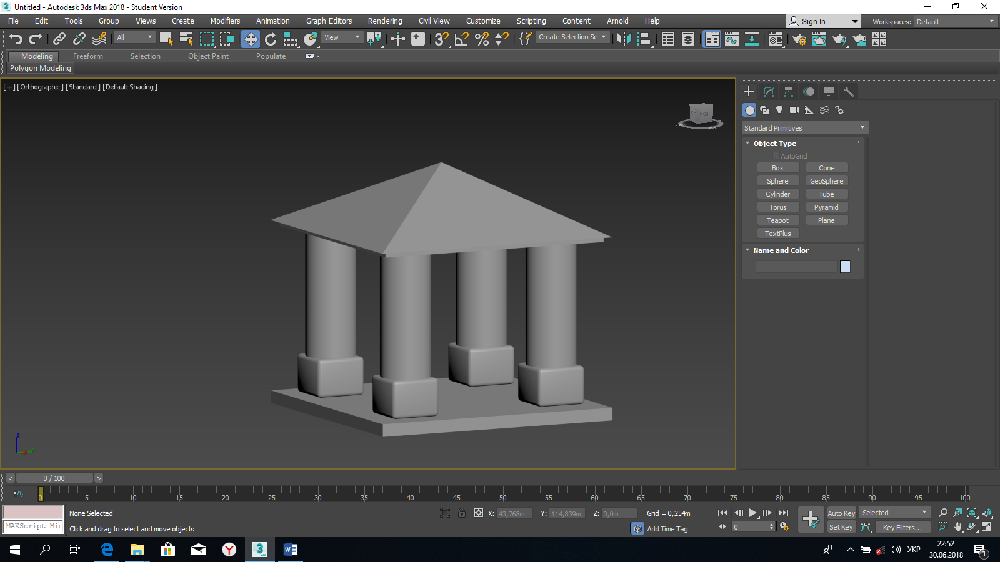 Untitled - Autodesk 3ds Max 2018 - Student Version
File Edit Tools Group Views Create Modifiers Animation Graph Editors Rendering Civil View Customize Scripting Content Arnold Help
Sign In
Workspaces: Default
All
View
Create Selection Se
Modeling Freeform Selection Object Paint Populate
Polygon Modeling
[+] [Orthographic] [Standard] [Default Shading]
RIGHT
Standard Primitives
Object Type
AutoGrid
Box Cone
Sphere GeoSphere
Cylinder Tube
Torus Pyramid
Teapot Plane
TextPlus
Name and Color
z
y
< 0 / 100 >
0 5 10 15 20 25 30 35 40 45 50 55 60 65 70 75 80 85 90 95 100
None Selected
X: 43,768m Y: 114,839m Z: 0,0m Grid = 0,254m
Auto Key Selected
MAXScript Mi
Click and drag to select and move objects
Add Time Tag
0
Set Key Key Filters...
УКР
22:52
30.06.2018
1